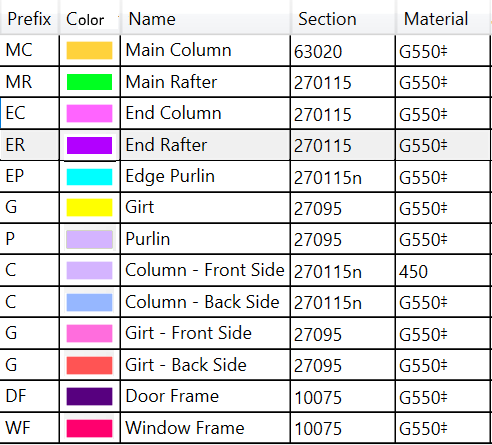 Prefix Color Name Section Material
MC Main Column 63020 G550‡
MR Main Rafter 270115 G550‡
EC End Column 270115 G550‡
ER End Rafter 270115 G550‡
EP Edge Purlin 270115n G550‡
G Girt 27095 G550‡
P Purlin 27095 G550‡
C Column - Front Side 270115n 450
C Column - Back Side 270115n G550‡
G Girt - Front Side 27095 G550‡
G Girt - Back Side 27095 G550‡
DF Door Frame 10075 G550‡
WF Window Frame 10075 G550‡